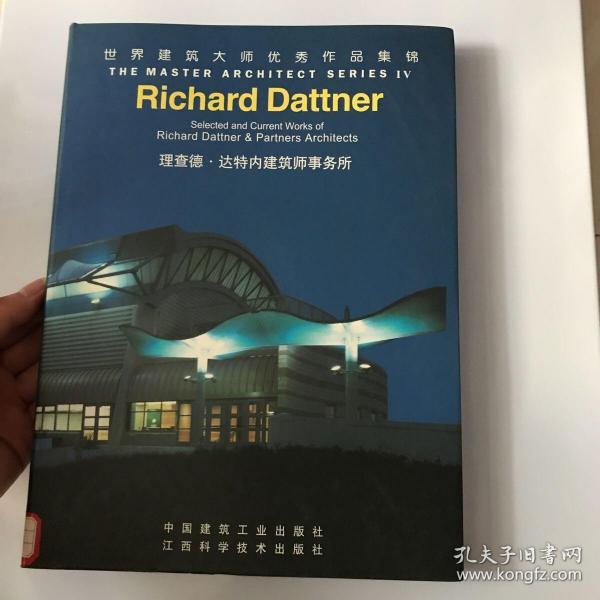 世界建筑大师优秀作品集锦
THE MASTER ARCHITECT SERIES IV
Richard Dattner
Selected and Current Works of
Richard Dattner & Partners Architects
理查德·达特内建筑师事务所
中国建筑工业出版社
江西科学技术出版社
孔夫子旧书网
www.kongfz.com